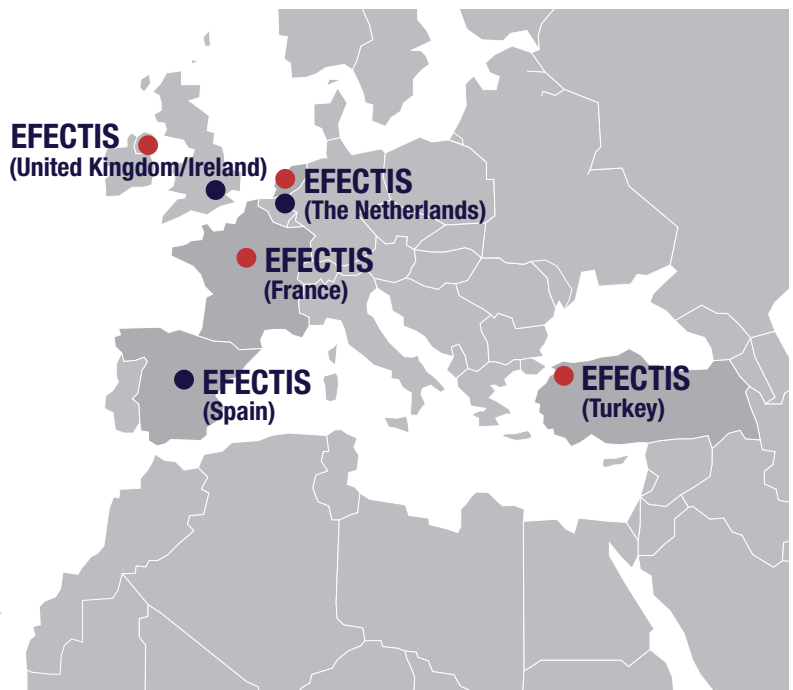 EFECTIS
(United Kingdom/Ireland)
EFECTIS
(The Netherlands)
EFECTIS
(France)
EFECTIS
(Spain)
EFECTIS
(Turkey)